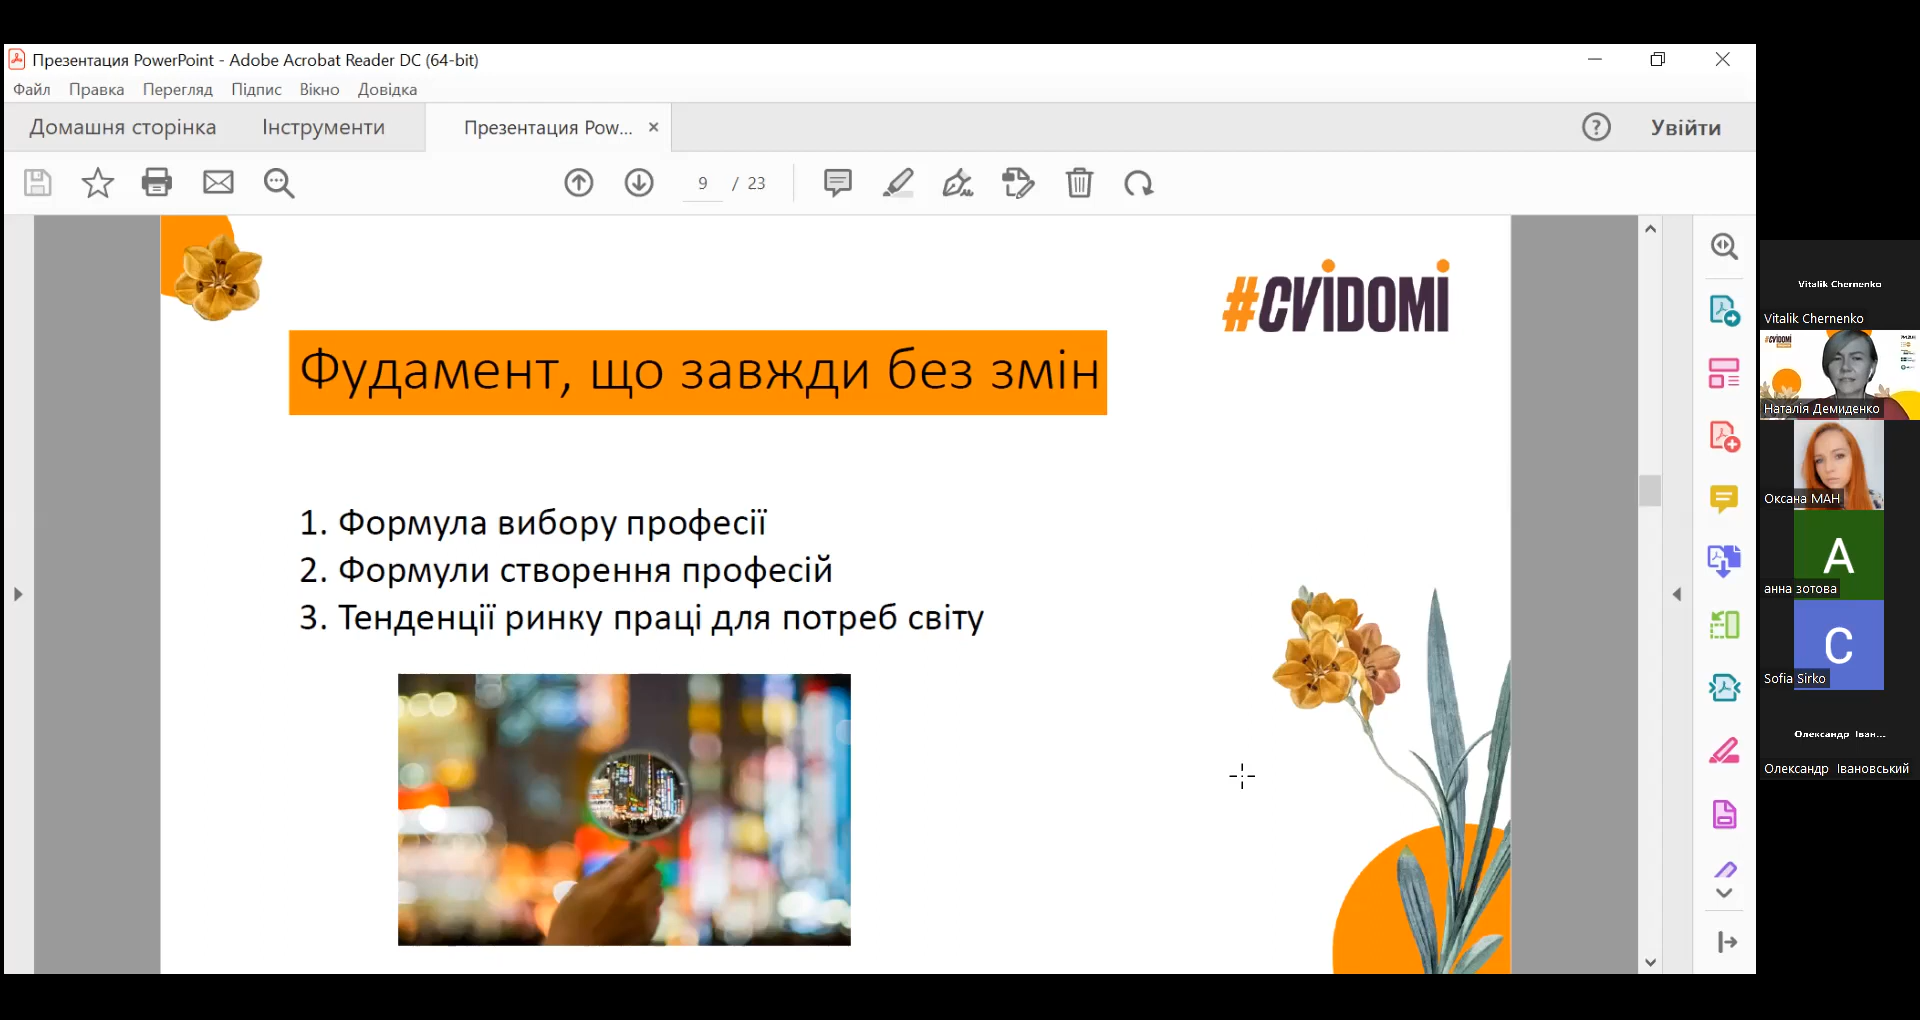 Презентация PowerPoint - Adobe Acrobat Reader DC (64-bit)
Файл Правка Перегляд Підпис Вікно Довідка
Домашня сторінка Інструменти Презентация Pow... × ? Увійти
9 / 23
#CVIDOMI
Фудамент, що завжди без змін
1. Формула вибору професії
2. Формули створення професій
3. Тенденції ринку праці для потреб світу
Vitalik Chernenko
Vitalik Chernenko
#CVIDOMI
Наталія Демиденко
Оксана МАН
А
анна зотова
С
Sofia Sirko
Олександр Іван...
Олександр Івановський